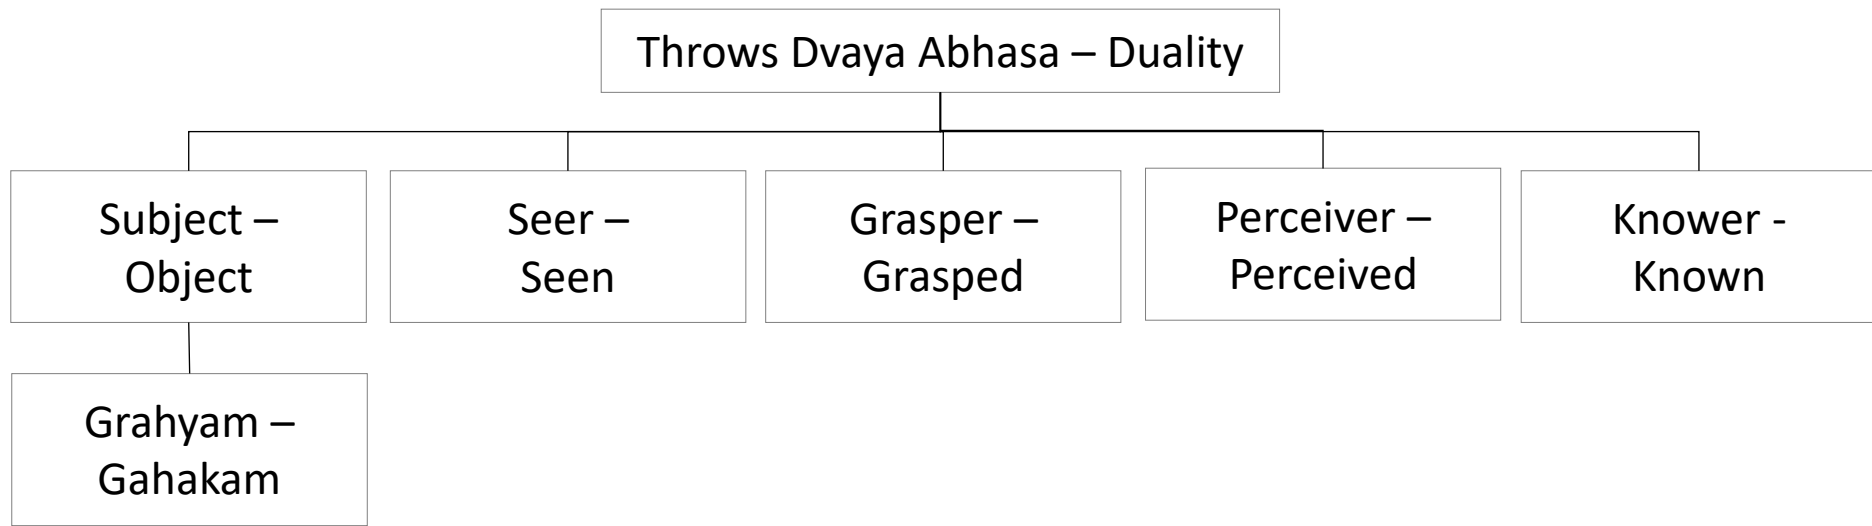 Throws Dvaya Abhasa – Duality
Subject –
Object
Seer –
Seen
Grasper –
Grasped
Perceiver –
Perceived
Knower -
Known
Grahyam –
Gahakam